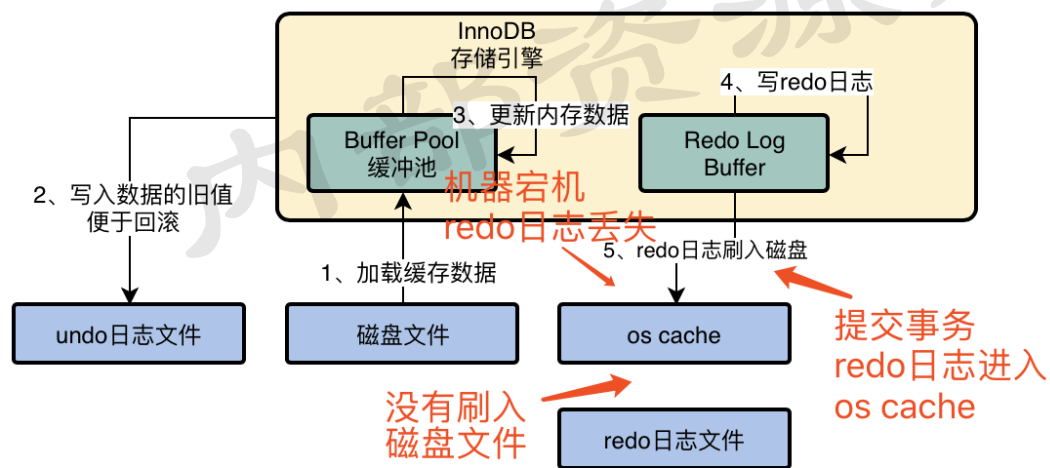 InnoDB
存储引擎
4、写redo日志
3、更新内存数据
Buffer Pool
缓冲池
Redo Log
Buffer
2、写入数据的旧值
便于回滚
机器宕机
redo日志丢失
5、redo日志刷入磁盘
1、加载缓存数据
undo日志文件
磁盘文件
os cache
提交事务
redo日志进入
os cache
没有刷入
磁盘文件
redo日志文件
内部资源